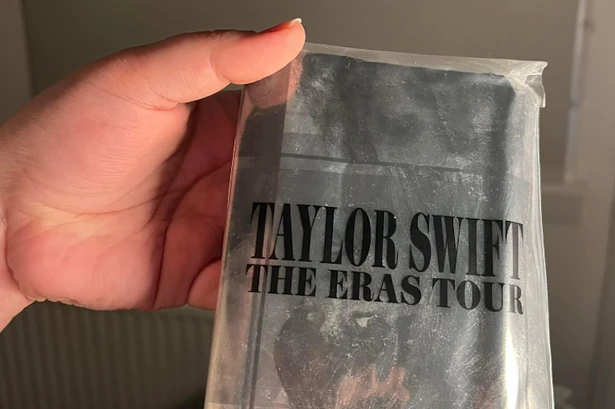 TAYLOR SWIFT
THE ERAS TOUR